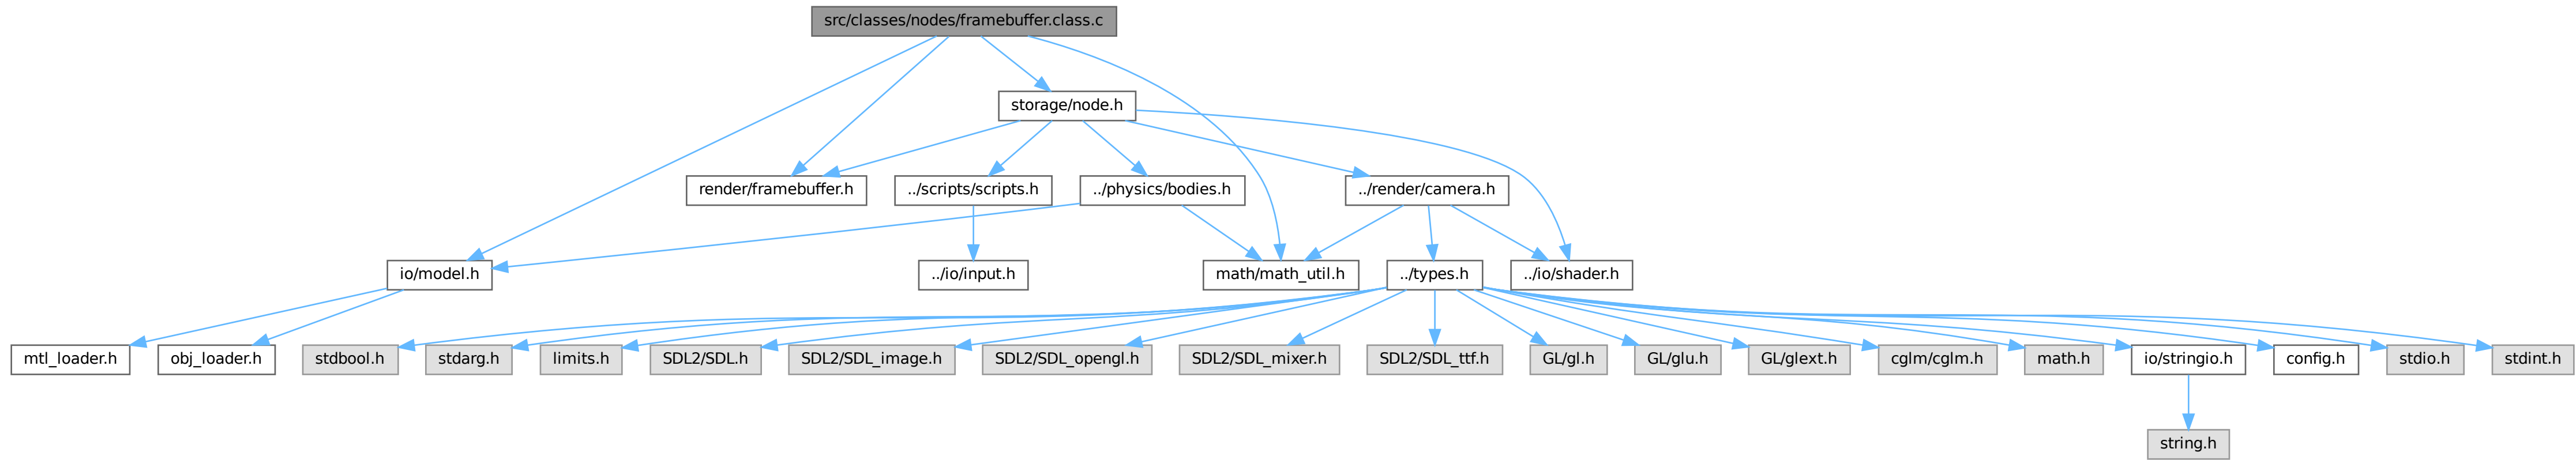 src/classes/nodes/framebuffer.class.c
storage/node.h
render/framebuffer.h
../scripts/scripts.h
../physics/bodies.h
../render/camera.h
io/model.h
../io/input.h
math/math_util.h
../types.h
../io/shader.h
mtl_loader.h
obj_loader.h
stdbool.h
stdarg.h
limits.h
SDL2/SDL.h
SDL2/SDL_image.h
SDL2/SDL_opengl.h
SDL2/SDL_mixer.h
SDL2/SDL_ttf.h
GL/gl.h
GL/glu.h
GL/glext.h
cglm/cglm.h
math.h
io/stringio.h
config.h
stdio.h
stdint.h
string.h